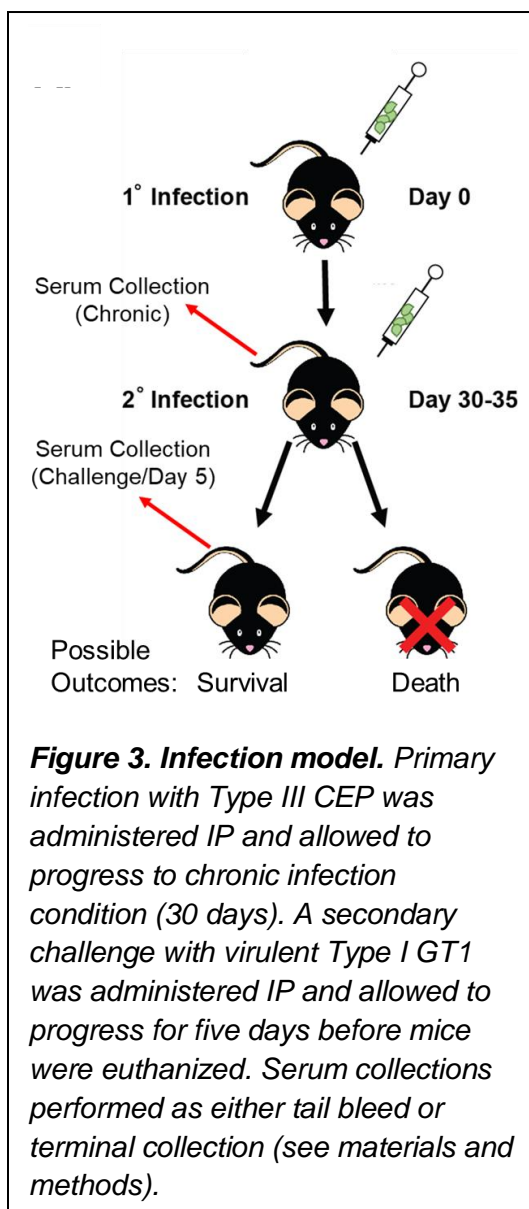 1° Infection
Day 0
Serum Collection
(Chronic)
2° Infection
Day 30-35
Serum Collection
(Challenge/Day 5)
Possible
Outcomes: Survival
Death
Figure 3. Infection model. Primary
infection with Type III CEP was
administered IP and allowed to
progress to chronic infection
condition (30 days). A secondary
challenge with virulent Type I GT1
was administered IP and allowed to
progress for five days before mice
were euthanized. Serum collections
performed as either tail bleed or
terminal collection (see materials and
methods).